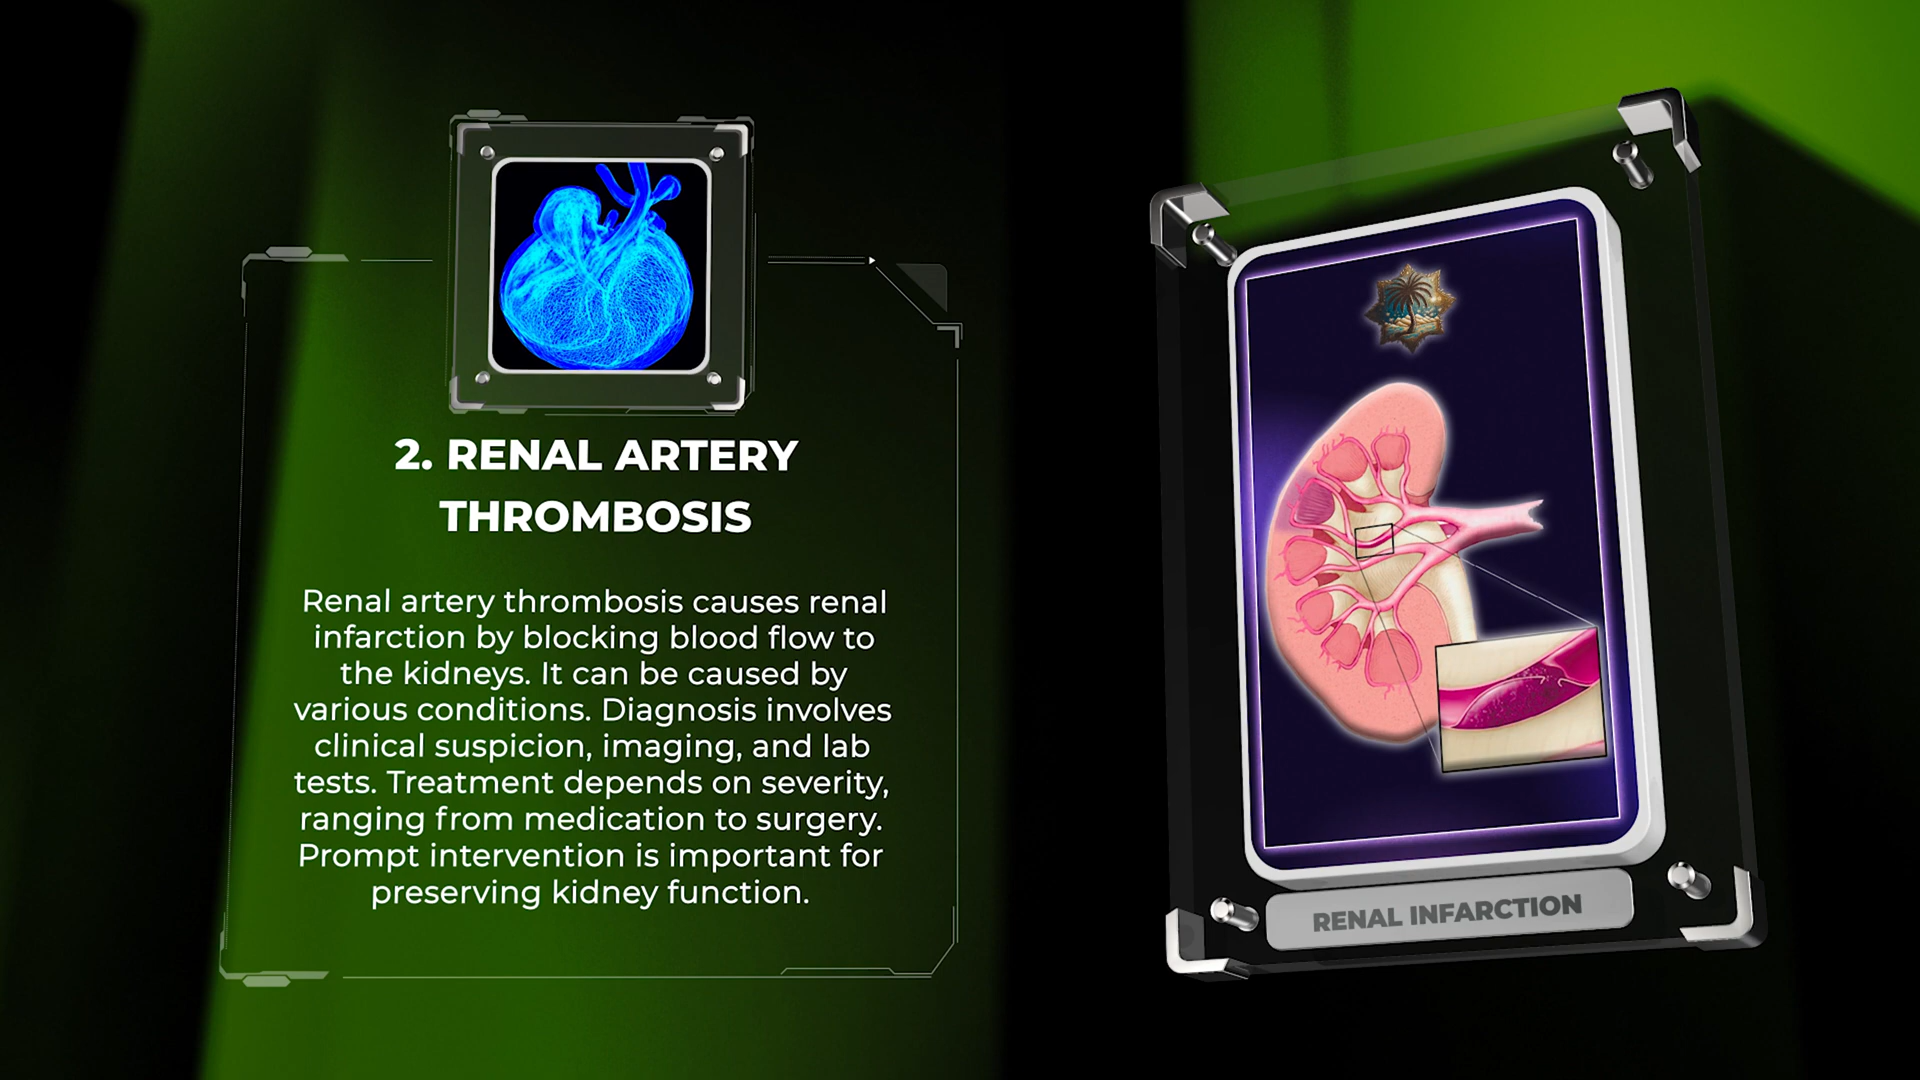 2. RENAL ARTERY
THROMBOSIS
Renal artery thrombosis causes renal
infarction by blocking blood flow to
the kidneys. It can be caused by
various conditions. Diagnosis involves
clinical suspicion, imaging, and lab
tests. Treatment depends on severity,
ranging from medication to surgery.
Prompt intervention is important for
preserving kidney function.
RENAL INFARCTION